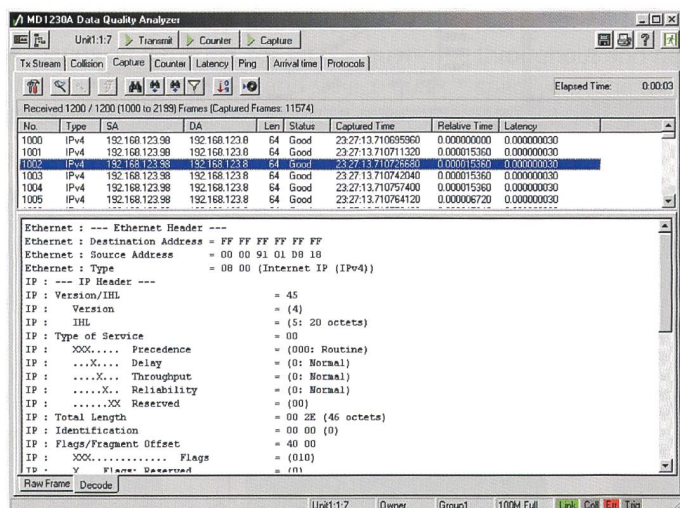 MD1230A Data Quality Analyzer
Unit1:1:7 Transmit Counter Capture
Tx Stream Collision Capture Counter Latency Ping Arrival time Protocols
Elapsed Time: 0:00:03
Received 1200 / 1200 (1000 to 2199) Frames (Captured Frames: 11574)
No. Type SA DA Len Status Captured Time Relative Time Latency
1000 IPv4 192.168.123.98 192.168.123.8 64 Good 23:27:13.710695960 0.000000000 0.000000030
1001 IPv4 192.168.123.98 192.168.123.8 64 Good 23:27:13.710711320 0.000015360 0.000000030
1002 IPv4 192.168.123.98 192.168.123.8 64 Good 23:27:13.710726680 0.000015360 0.000000030
1003 IPv4 192.168.123.98 192.168.123.8 64 Good 23:27:13.710742040 0.000015360 0.000000030
1004 IPv4 192.168.123.98 192.168.123.8 64 Good 23:27:13.710757400 0.000015360 0.000000030
1005 IPv4 192.168.123.98 192.168.123.8 64 Good 23:27:13.710764120 0.000006720 0.000000030
Ethernet : --- Ethernet Header ---
Ethernet : Destination Address = FF FF FF FF FF FF
Ethernet : Source Address = 00 00 91 01 D8 18
Ethernet : Type = 08 00 (Internet IP (IPv4))
IP : --- IP Header ---
IP : Version/IHL = 45
IP : Version = (4)
IP : IHL = (5: 20 octets)
IP : Type of Service = 00
IP : XXX..... Precedence = (000: Routine)
IP : ...X.... Delay = (0: Normal)
IP : ....X... Throughput = (0: Normal)
IP : .....X.. Reliability = (0: Normal)
IP : ......XX Reserved = (00)
IP : Total Length = 00 2E (46 octets)
IP : Identification = 00 00 (0)
IP : Flags/Fragment Offset = 40 00
IP : XXX............. Flags = (010)
IP : X Flags: Reserved = (0)
Raw Frame Decode
Unit1:1:7 Owner Group1 100M Full Link Coll Err Trig